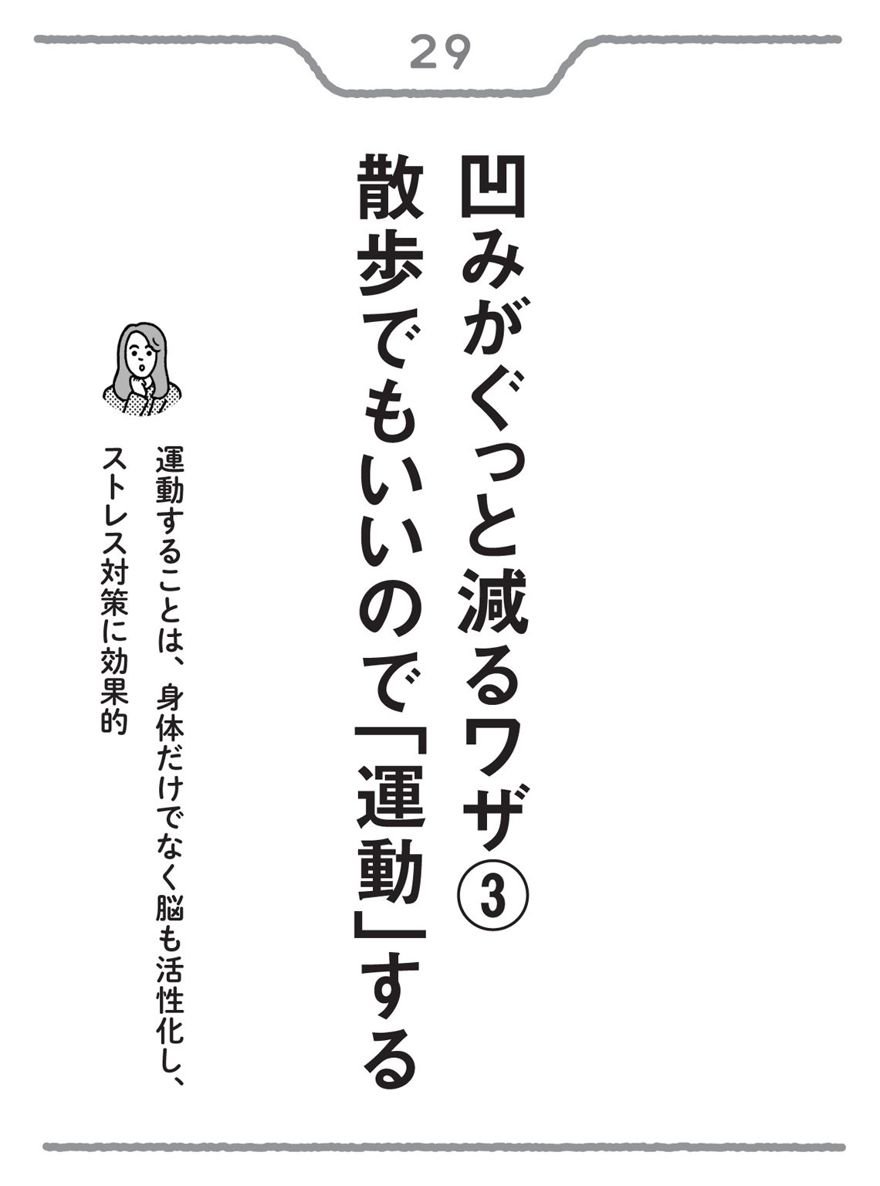 29
凹みがぐっと減るワザ③
散歩でもいいので「運動」する
運動することは、身体だけでなく脳も活性化し、
ストレス対策に効果的